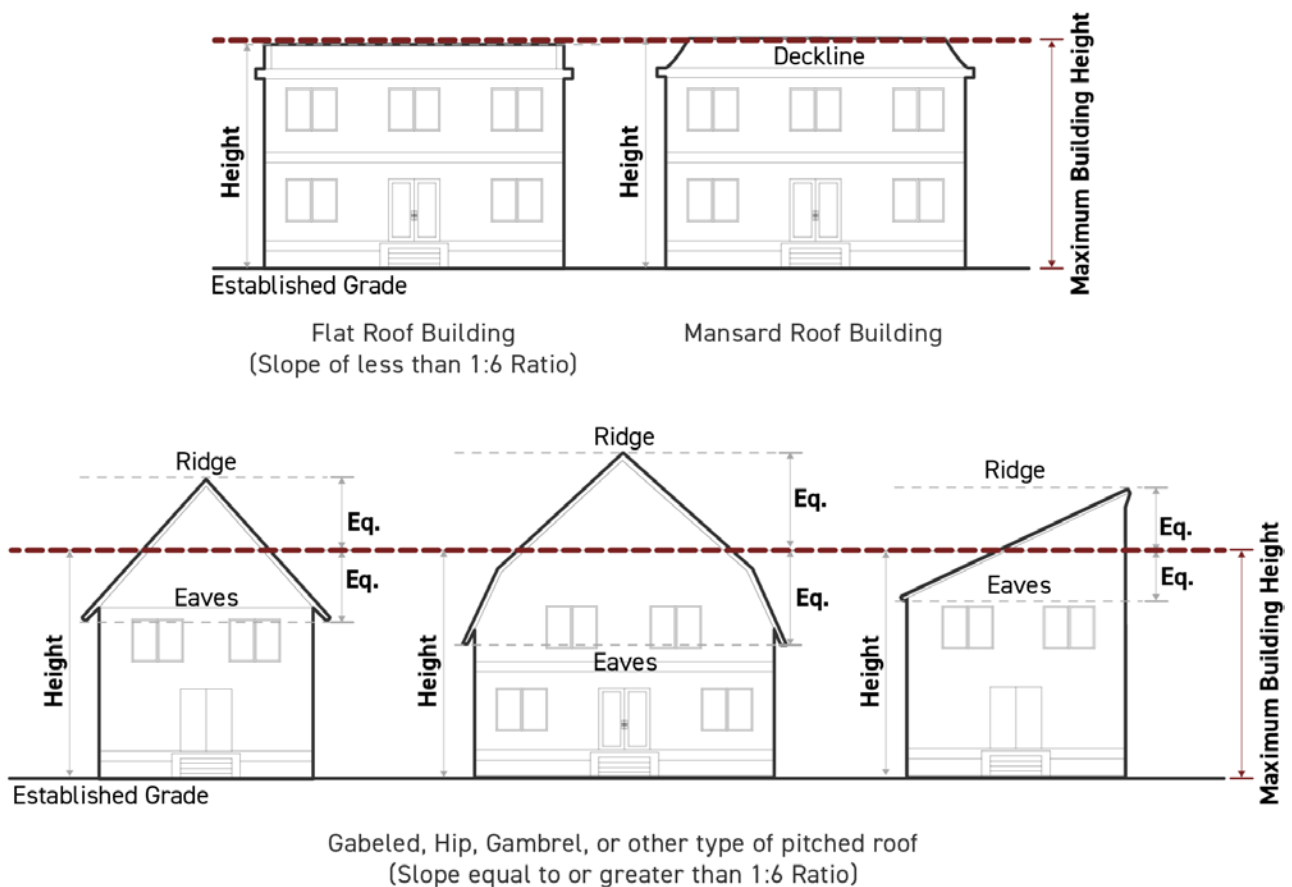 Deckline
Height
Height
Maximum Building Height
Established Grade
Flat Roof Building
(Slope of less than 1:6 Ratio)
Mansard Roof Building
Ridge
Eq.
Eq.
Eaves
Height
Ridge
Eq.
Eq.
Eaves
Height
Ridge
Eq.
Eq.
Eaves
Height
Maximum Building Height
Established Grade
Gabeled, Hip, Gambrel, or other type of pitched roof
(Slope equal to or greater than 1:6 Ratio)